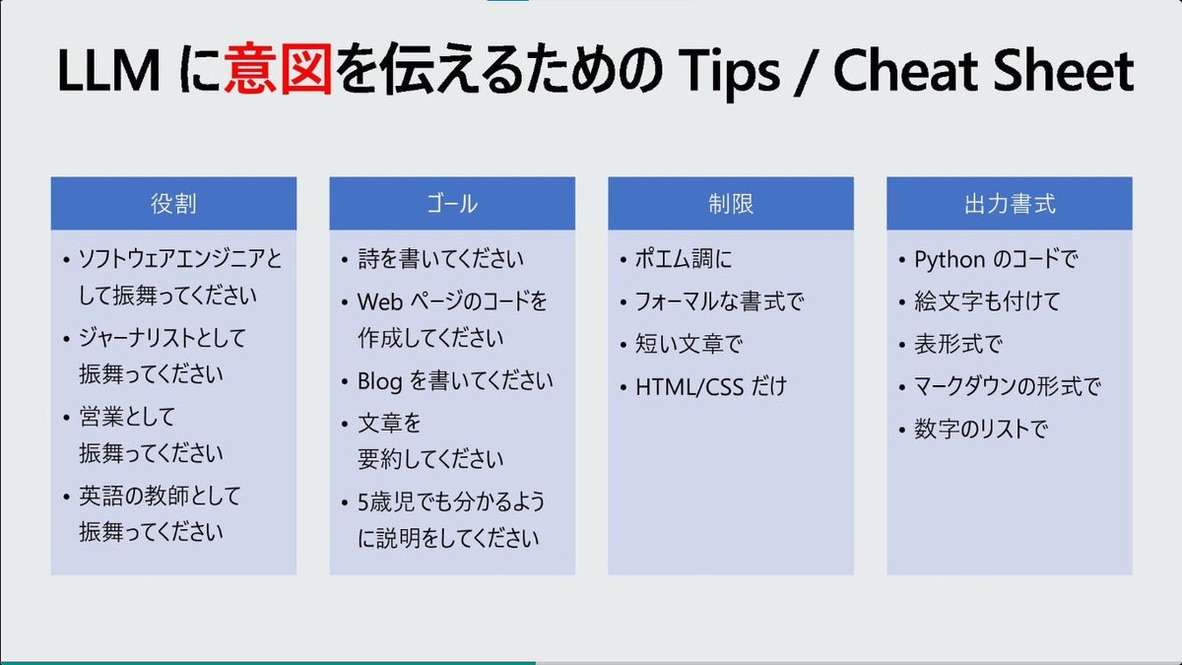 LLM に意図を伝えるための Tips / Cheat Sheet
役割
・ソフトウェアエンジニアと
して振舞ってください
・ジャーナリストとして
振舞ってください
・営業として
振舞ってください
・英語の教師として
振舞ってください
ゴール
・詩を書いてください
・Web ページのコードを
作成してください
・Blog を書いてください
・文章を
要約してください
・5歳児でも分かるよう
に説明をしてください
制限
・ポエム調に
・フォーマルな書式で
・短い文章で
・HTML/CSS だけ
出力書式
・Python のコードで
・絵文字も付けて
・表形式で
・マークダウンの形式で
・数字のリストで